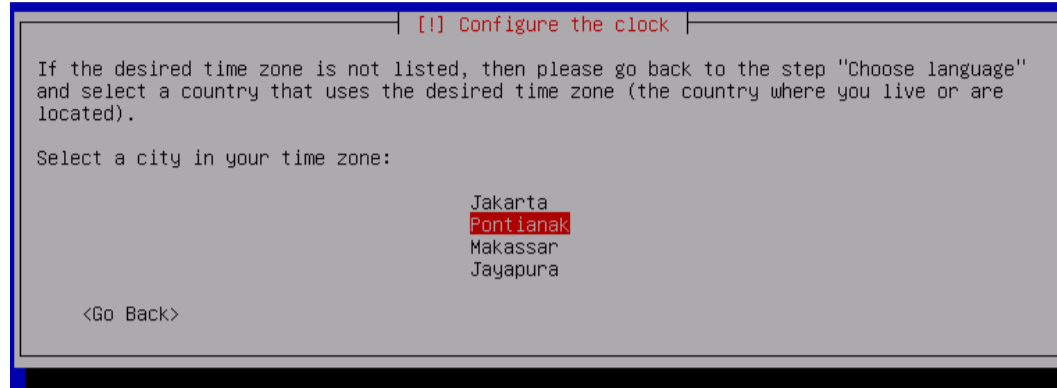 [!] Configure the clock
If the desired time zone is not listed, then please go back to the step "Choose language"
and select a country that uses the desired time zone (the country where you live or are
located).
Select a city in your time zone:
Jakarta
Pontianak
Makassar
Jayapura
<Go Back>